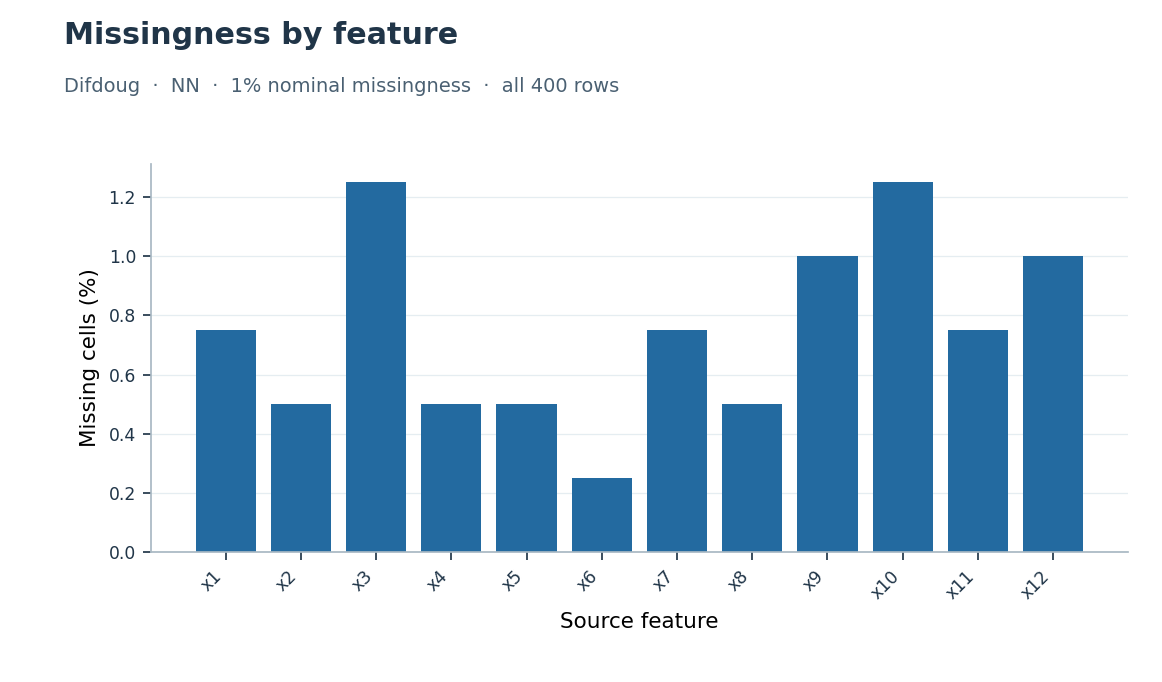 Missingness by feature
Difdoug · NN · 1% nominal missingness · all 400 rows
Missing cells (%)
1.2
1.0
0.8
0.6
0.4
0.2
0.0
x1 x2 x3 x4 x5 x6 x7 x8 x9 x10 x11 x12
Source feature